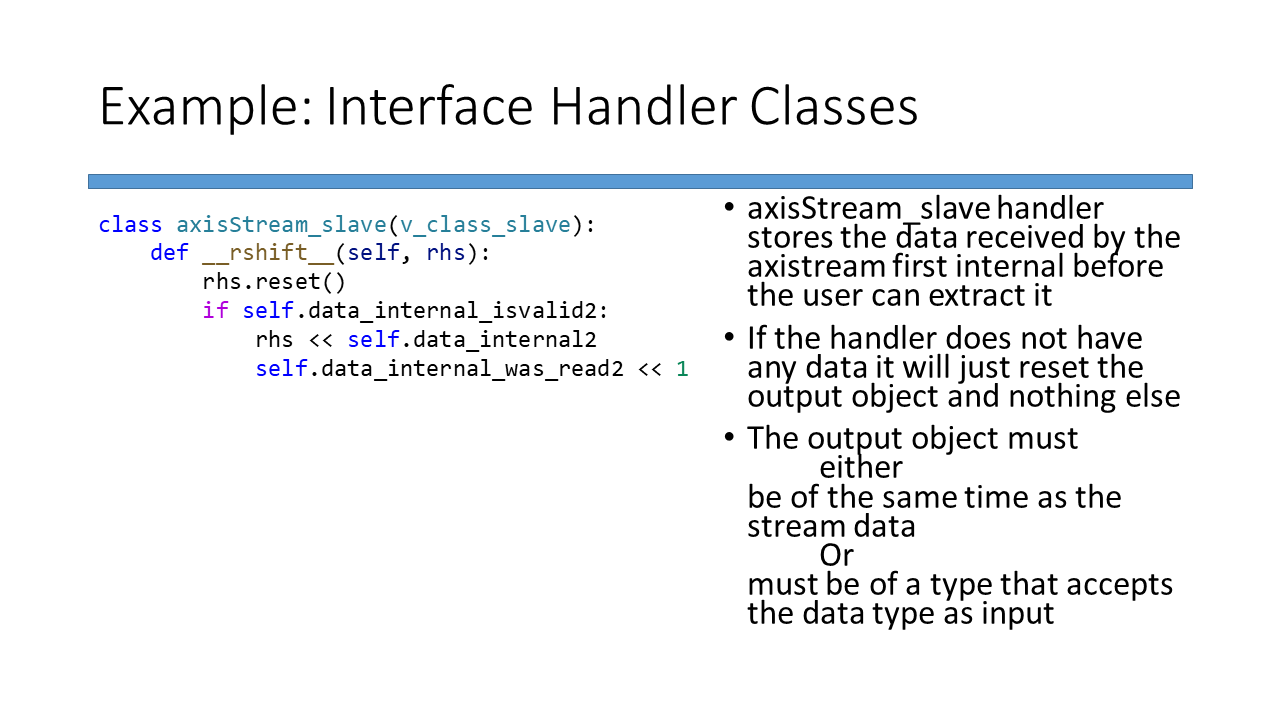 Example: Interface Handler Classes
class axisStream_slave(v_class_slave):
    def __rshift__(self, rhs):
        rhs.reset()
        if self.data_internal_isvalid2:
            rhs << self.data_internal2
            self.data_internal_was_read2 << 1
• axisStream_slave handler
stores the data received by the
axistream first internal before
the user can extract it
• If the handler does not have
any data it will just reset the
output object and nothing else
• The output object must
either
be of the same time as the
stream data
Or
must be of a type that accepts
the data type as input